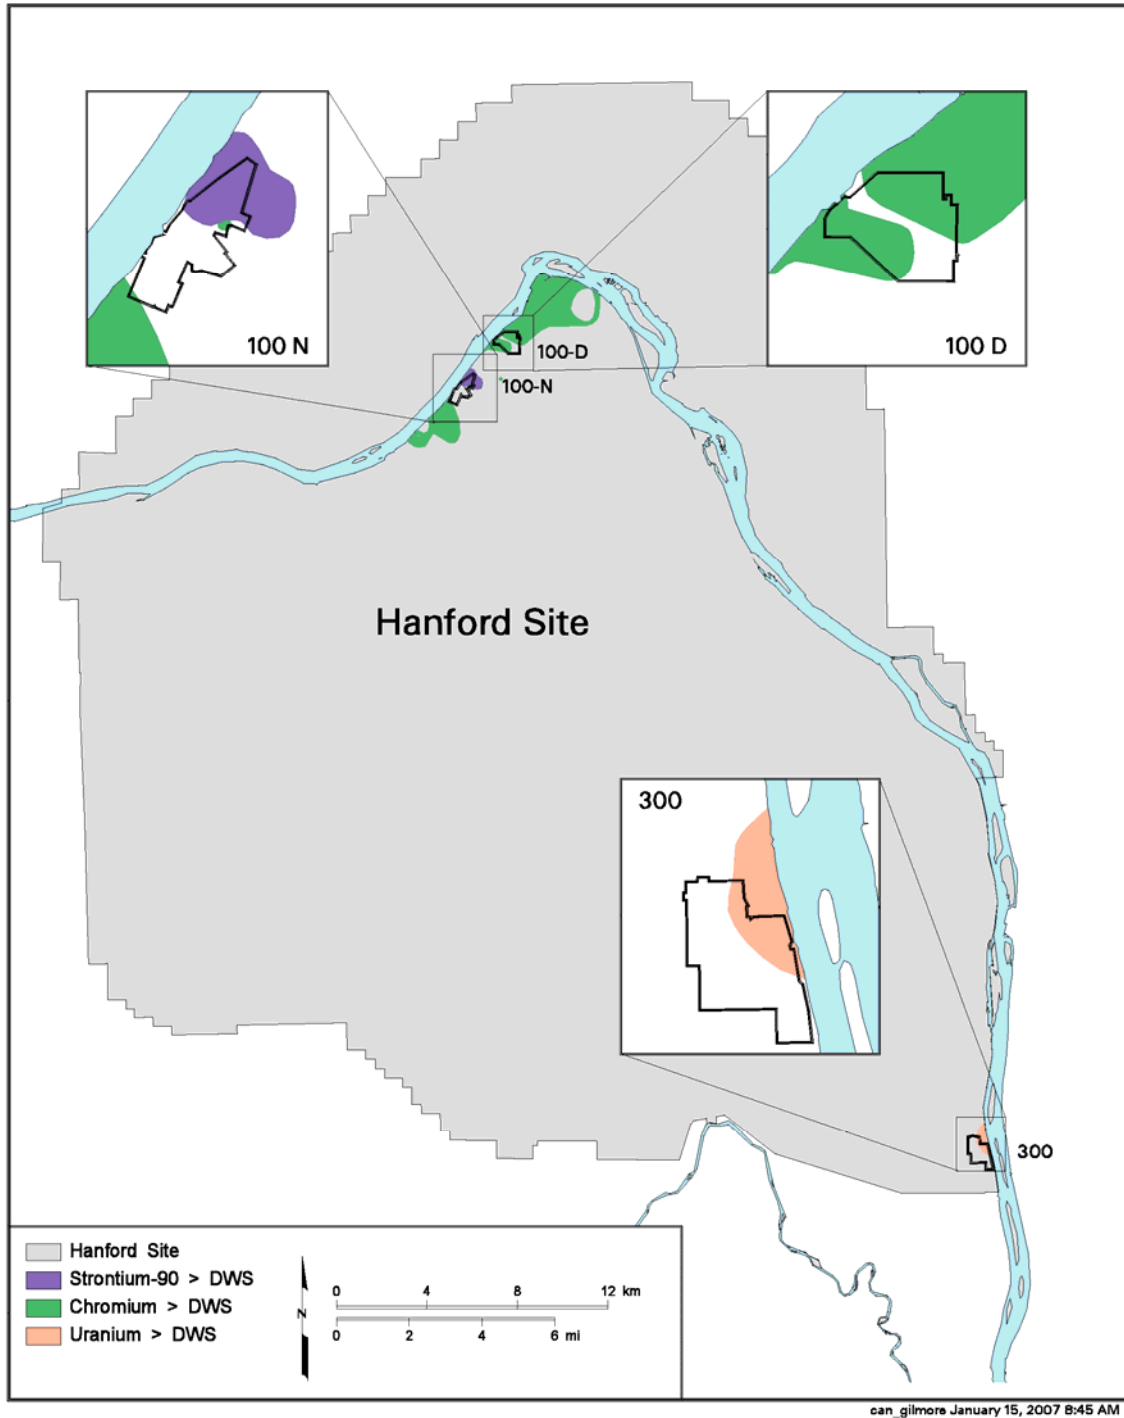 100 N
100 D
100-D
100-N
Hanford Site
300
300
Hanford Site
Strontium-90 > DWS
Chromium > DWS
Uranium > DWS
N
0 4 8 12 km
0 2 4 6 mi
can_gilmore January 15, 2007 8:45 AM